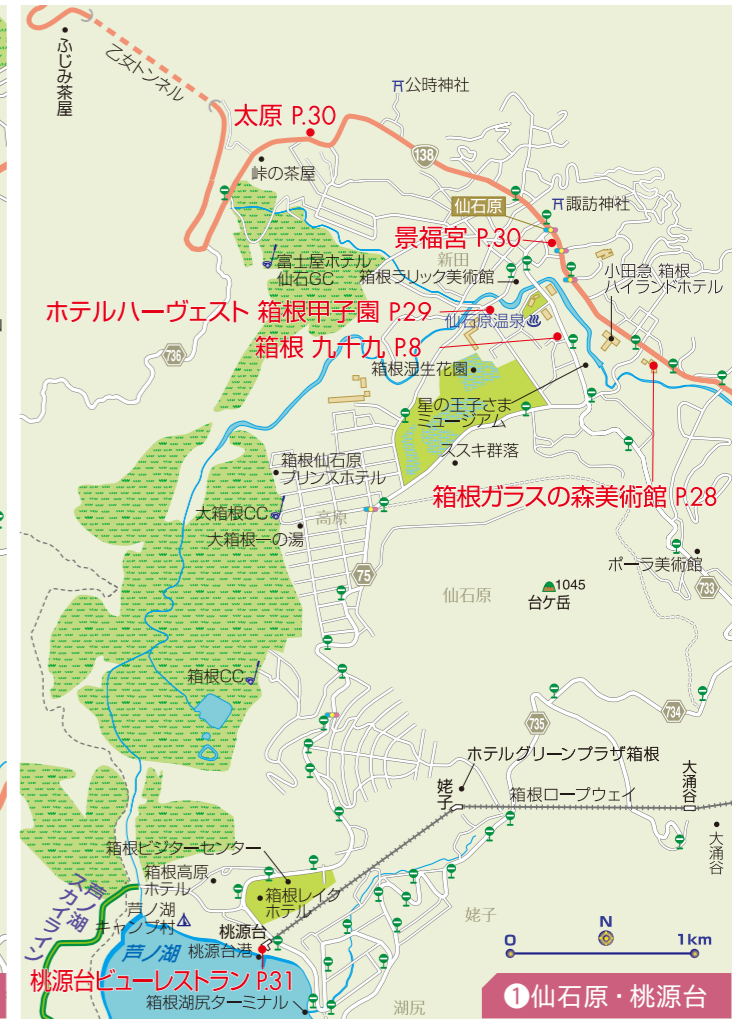 ふじみ茶屋
乙女トンネル
公時神社
太原 P.30
138
峠の茶屋
仙石原
諏訪神社
景福宮 P.30
新田
富士屋ホテル
仙石GC
箱根ラリック美術館
小田急 箱根
ハイランドホテル
ホテルハーヴェスト 箱根甲子園 P.29
仙石原温泉
箱根 九十九 P.8
736
箱根湿生花園
星の王子さま
ミュージアム
ススキ群落
箱根仙石原
プリンスホテル
箱根ガラスの森美術館 P.28
大箱根CC
高原
大箱根一の湯
ポーラ美術館
75
1045
台ケ岳
仙石原
733
箱根CC
734
735
ホテルグリーンプラザ箱根
姥子
箱根ロープウェイ
大涌谷
大涌谷
箱根ビジターセンター
箱根高原
ホテル
箱根レイク
ホテル
芦ノ湖
スカイライン
芦ノ湖
キャンプ村
桃源台
姥子
芦ノ湖
桃源台港
桃源台ビューレストラン P.31
箱根湖尻ターミナル
湖尻
N
0
1km
❶仙石原・桃源台